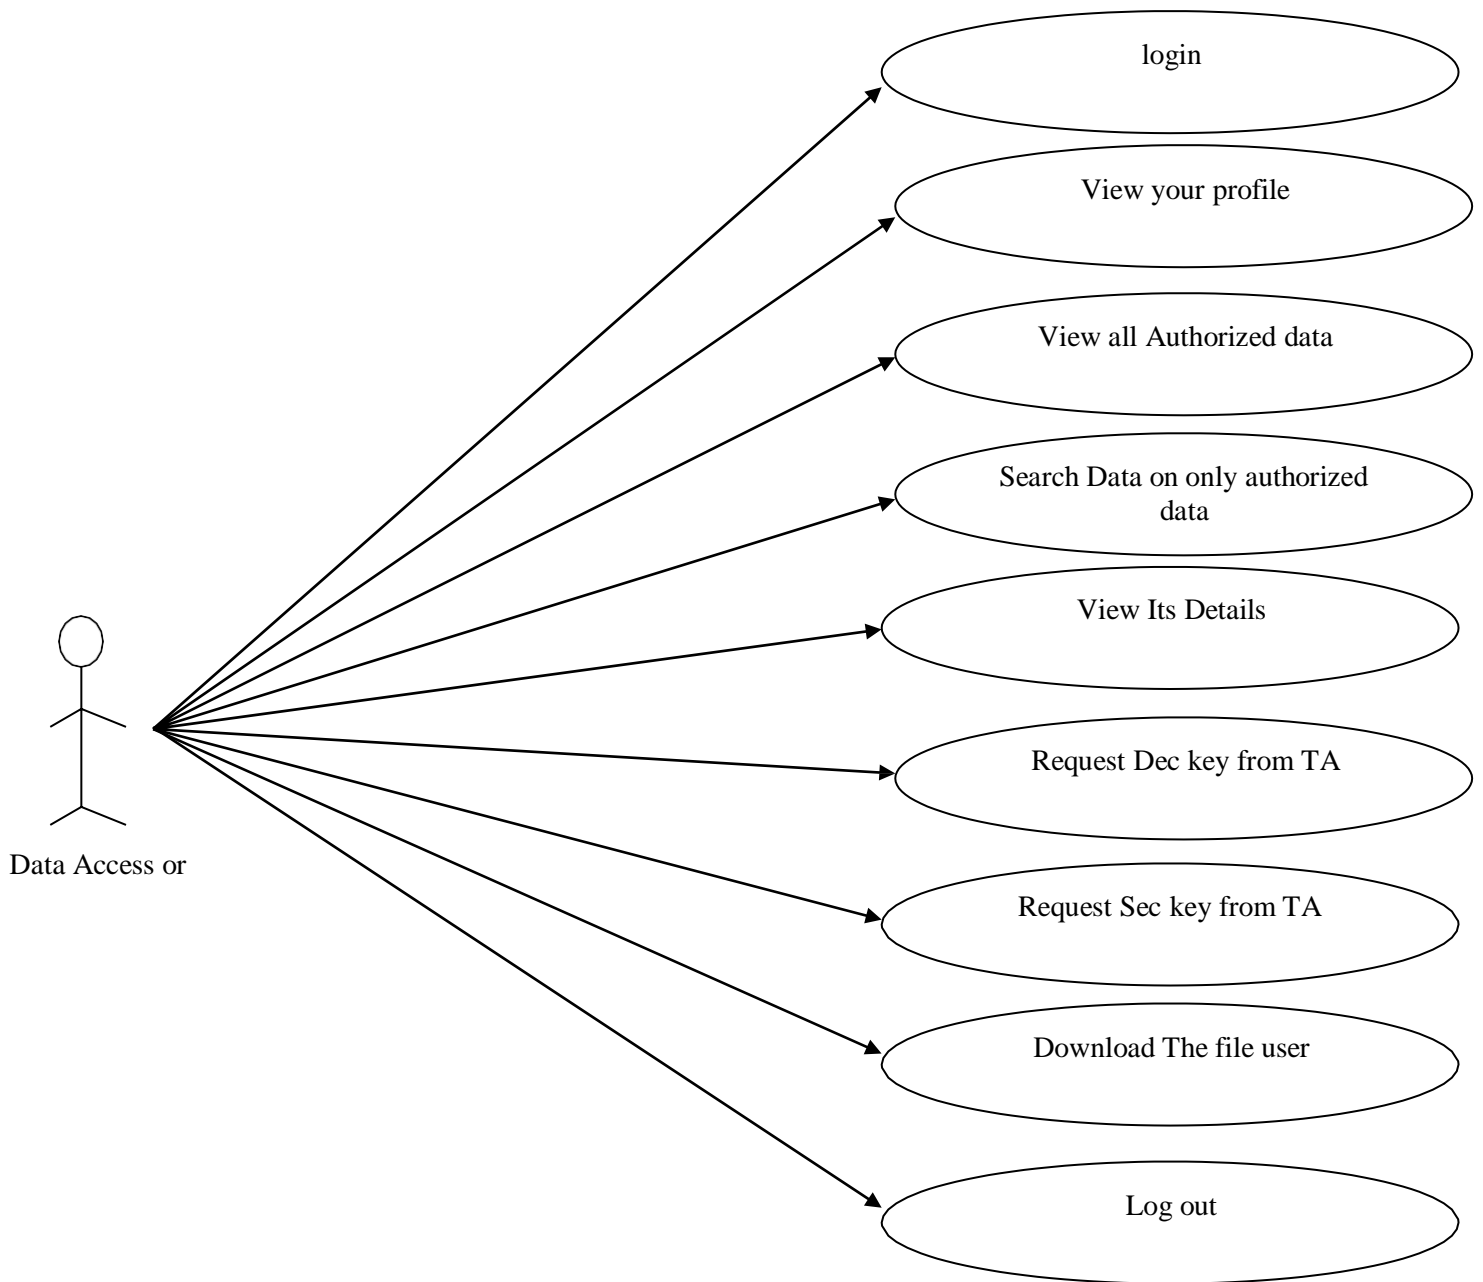 login
View your profile
View all Authorized data
Search Data on only authorized
data
View Its Details
Request Dec key from TA
Data Access or
Request Sec key from TA
Download The file user
Log out